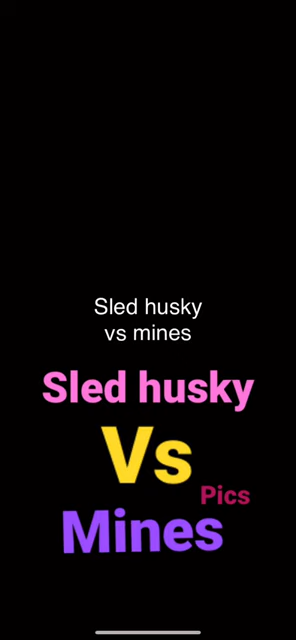 Sled husky
vs mines
Sled husky
Vs
Pics
Mines